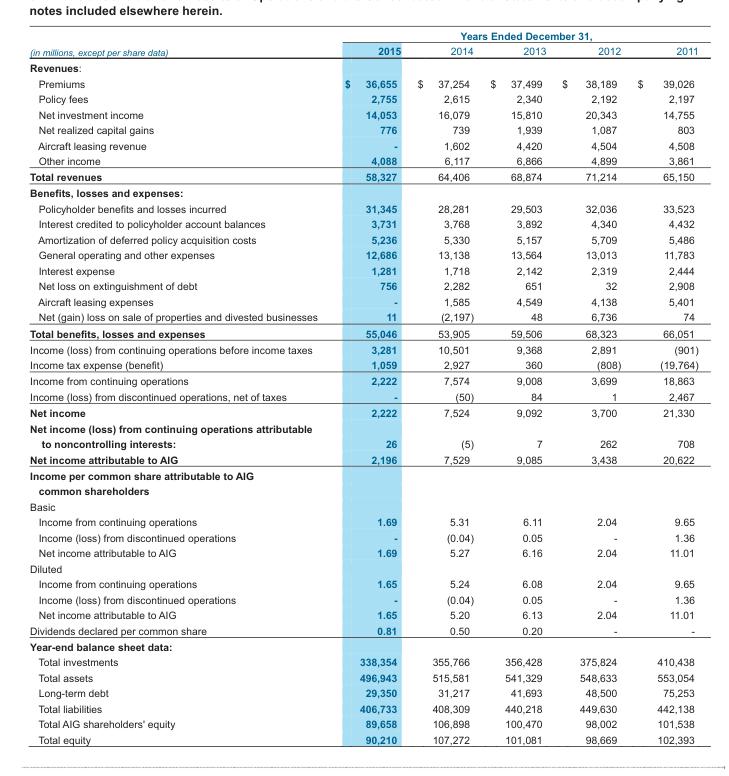 notes included elsewhere herein.
Years Ended December 31,
(in millions, except per share data) 2015 2014 2013 2012 2011
Revenues:
Premiums $ 36,655 $ 37,254 $ 37,499 $ 38,189 $ 39,026
Policy fees 2,755 2,615 2,340 2,192 2,197
Net investment income 14,053 16,079 15,810 20,343 14,755
Net realized capital gains 776 739 1,939 1,087 803
Aircraft leasing revenue - 1,602 4,420 4,504 4,508
Other income 4,088 6,117 6,866 4,899 3,861
Total revenues 58,327 64,406 68,874 71,214 65,150
Benefits, losses and expenses:
Policyholder benefits and losses incurred 31,345 28,281 29,503 32,036 33,523
Interest credited to policyholder account balances 3,731 3,768 3,892 4,340 4,432
Amortization of deferred policy acquisition costs 5,236 5,330 5,157 5,709 5,486
General operating and other expenses 12,686 13,138 13,564 13,013 11,783
Interest expense 1,281 1,718 2,142 2,319 2,444
Net loss on extinguishment of debt 756 2,282 651 32 2,908
Aircraft leasing expenses - 1,585 4,549 4,138 5,401
Net (gain) loss on sale of properties and divested businesses 11 (2,197) 48 6,736 74
Total benefits, losses and expenses 55,046 53,905 59,506 68,323 66,051
Income (loss) from continuing operations before income taxes 3,281 10,501 9,368 2,891 (901)
Income tax expense (benefit) 1,059 2,927 360 (808) (19,764)
Income from continuing operations 2,222 7,574 9,008 3,699 18,863
Income (loss) from discontinued operations, net of taxes - (50) 84 1 2,467
Net income 2,222 7,524 9,092 3,700 21,330
Net income (loss) from continuing operations attributable
to noncontrolling interests: 26 (5) 7 262 708
Net income attributable to AIG 2,196 7,529 9,085 3,438 20,622
Income per common share attributable to AIG
common shareholders
Basic
Income from continuing operations 1.69 5.31 6.11 2.04 9.65
Income (loss) from discontinued operations - (0.04) 0.05 - 1.36
Net income attributable to AIG 1.69 5.27 6.16 2.04 11.01
Diluted
Income from continuing operations 1.65 5.24 6.08 2.04 9.65
Income (loss) from discontinued operations - (0.04) 0.05 - 1.36
Net income attributable to AIG 1.65 5.20 6.13 2.04 11.01
Dividends declared per common share 0.81 0.50 0.20 - -
Year-end balance sheet data:
Total investments 338,354 355,766 356,428 375,824 410,438
Total assets 496,943 515,581 541,329 548,633 553,054
Long-term debt 29,350 31,217 41,693 48,500 75,253
Total liabilities 406,733 408,309 440,218 449,630 442,138
Total AIG shareholders' equity 89,658 106,898 100,470 98,002 101,538
Total equity 90,210 107,272 101,081 98,669 102,393